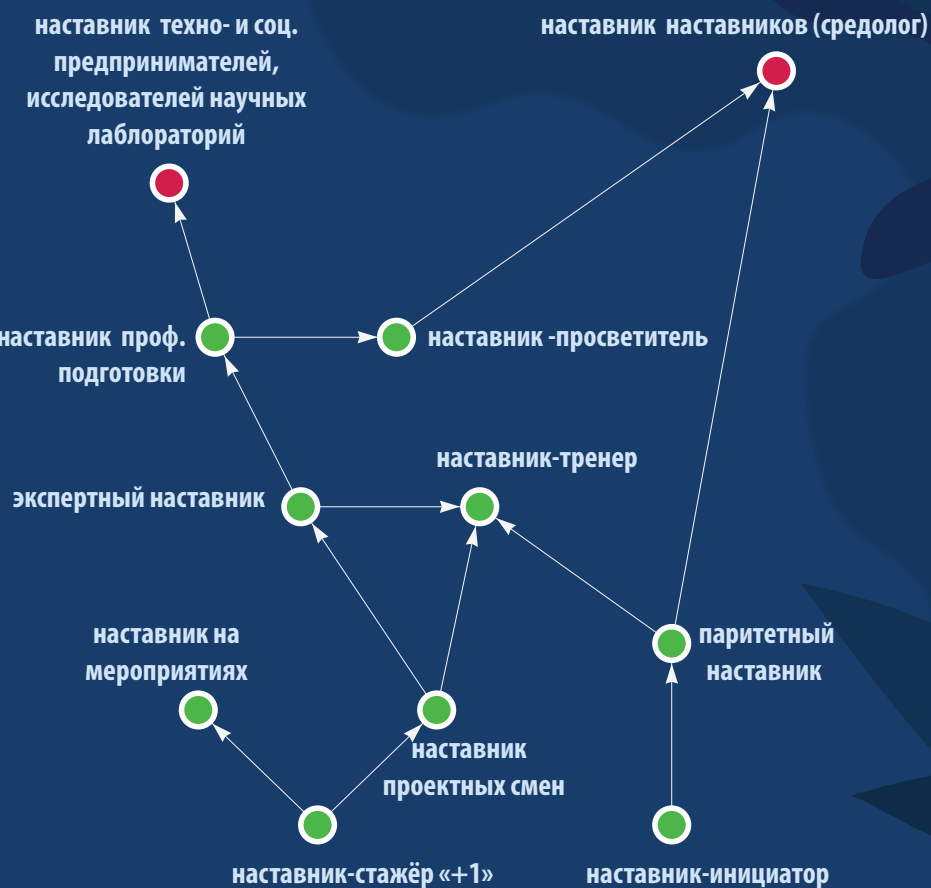 наставник техно- и соц.
предпринимателей,
исследователей научных
лаблораторий
наставник наставников (средолог)
наставник проф.
подготовки
наставник -просветитель
наставник-тренер
экспертный наставник
наставник на
мероприятиях
паритетный
наставник
наставник
проектных смен
наставник-стажёр «+1»
наставник-инициатор